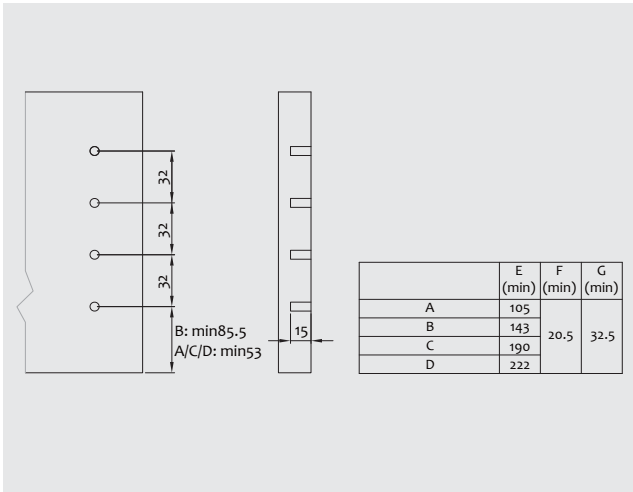 32
32
32
B: min85.5
A/C/D: min53
15
E F G
(min) (min) (min)
A 105
B 143
20.5 32.5
C 190
D 222